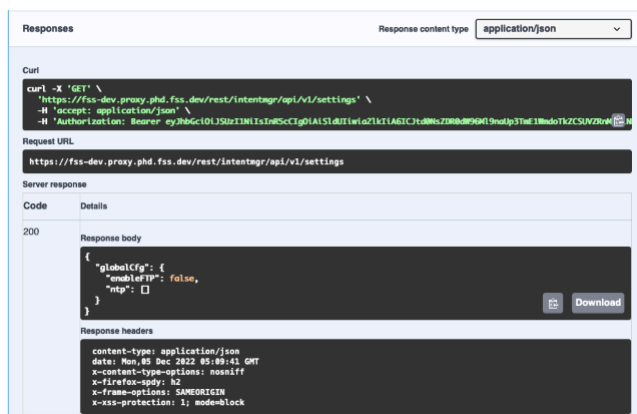 Responses
Response content type
application/json
Curl
curl -X 'GET' \
'https://fss-dev.proxy.phd.fss.dev/rest/intentmgr/api/v1/settings' \
-H 'accept: application/json' \
-H 'Authorization: Bearer
Request URL
https://fss-dev.proxy.phd.fss.dev/rest/intentmgr/api/v1/settings
Server response
Code Details
200
Response body
{
"globalCfg": {
"enableFTP": false,
"ntp": []
}
}
Download
Response headers
content-type: application/json
date: Mon,05 Dec 2022 05:09:41 GMT
x-content-type-options: nosniff
x-firefox-spdy: h2
x-frame-options: SAMEORIGIN
x-xss-protection: 1; mode=block